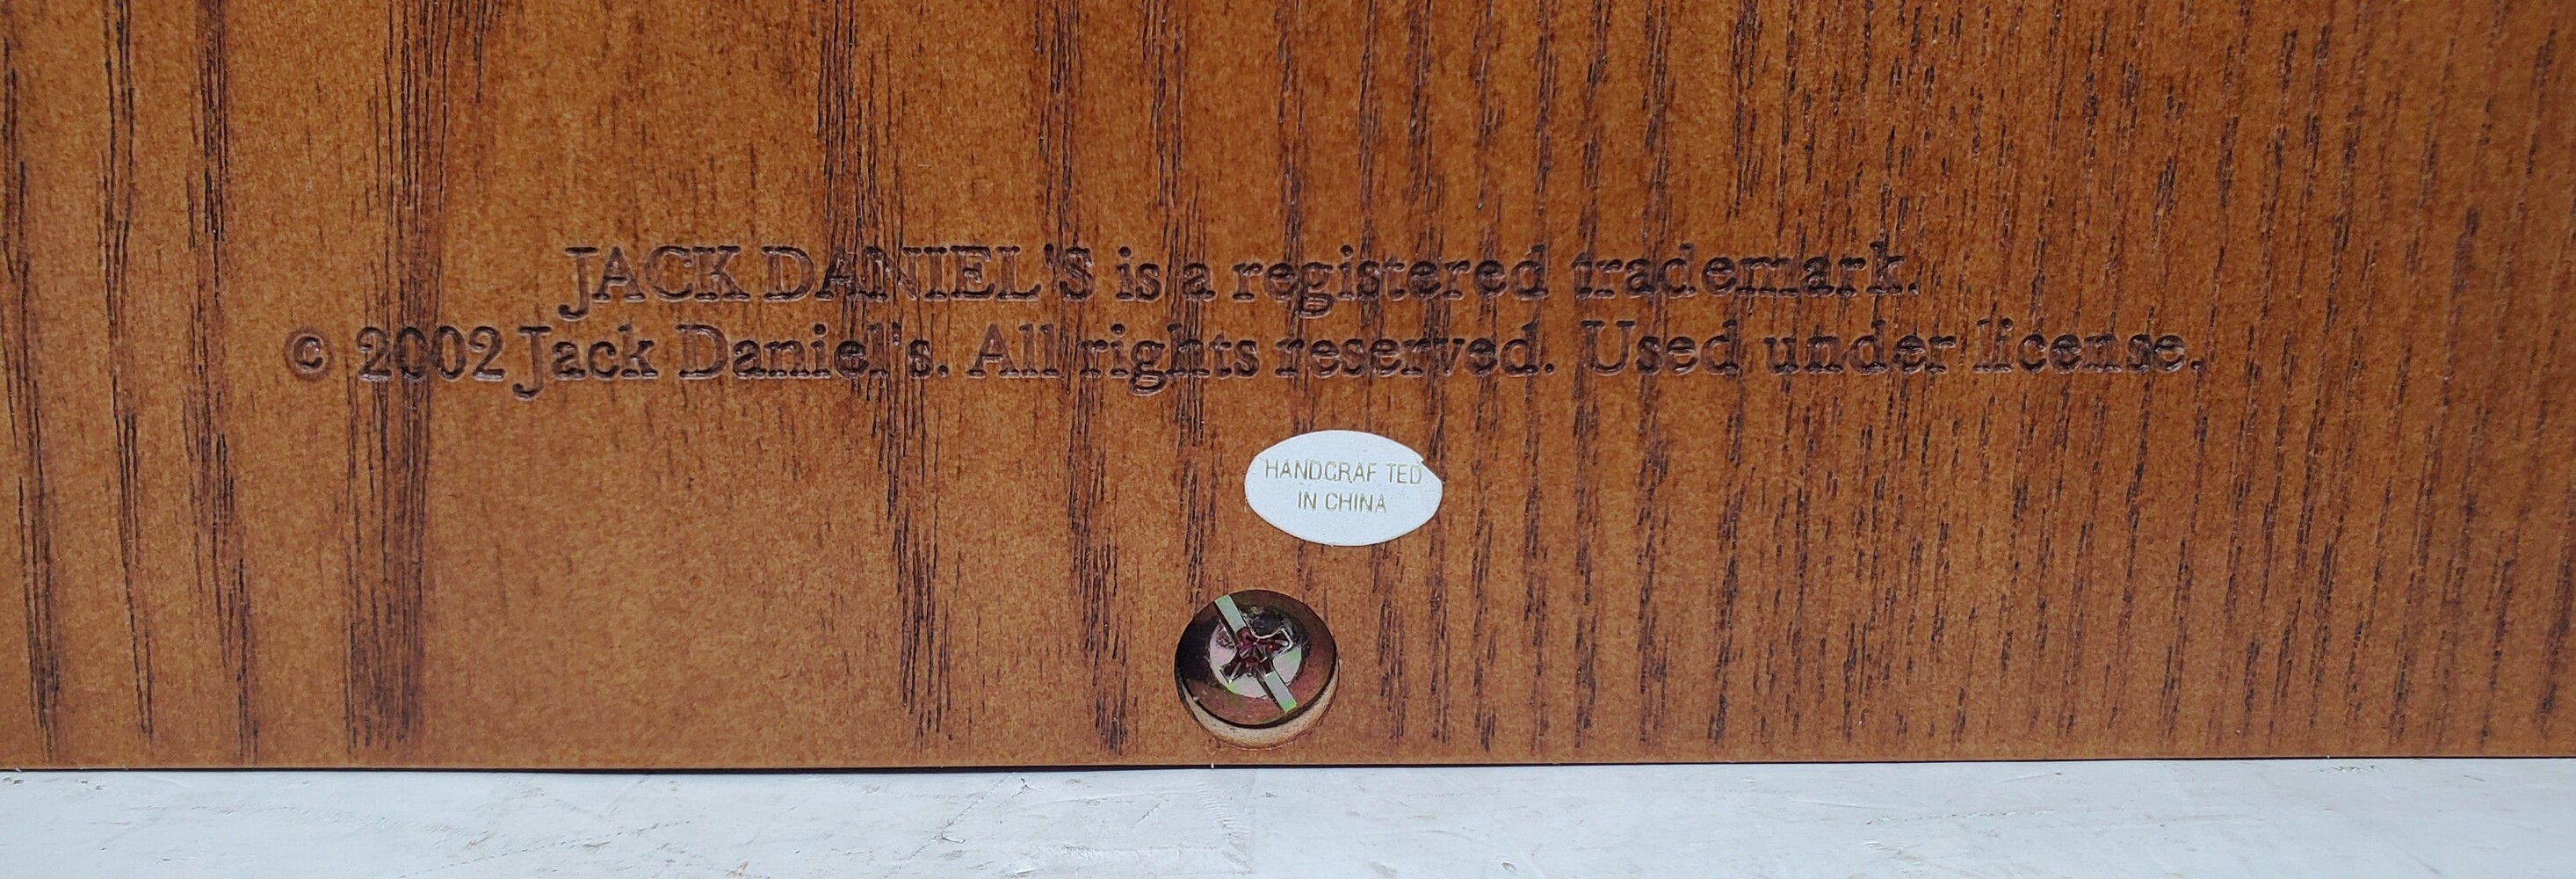 JACK DANIEL'S is a registered trademark.
© 2002 Jack Daniel's. All rights reserved. Used under license.
HANDCRAF TED
IN CHINA